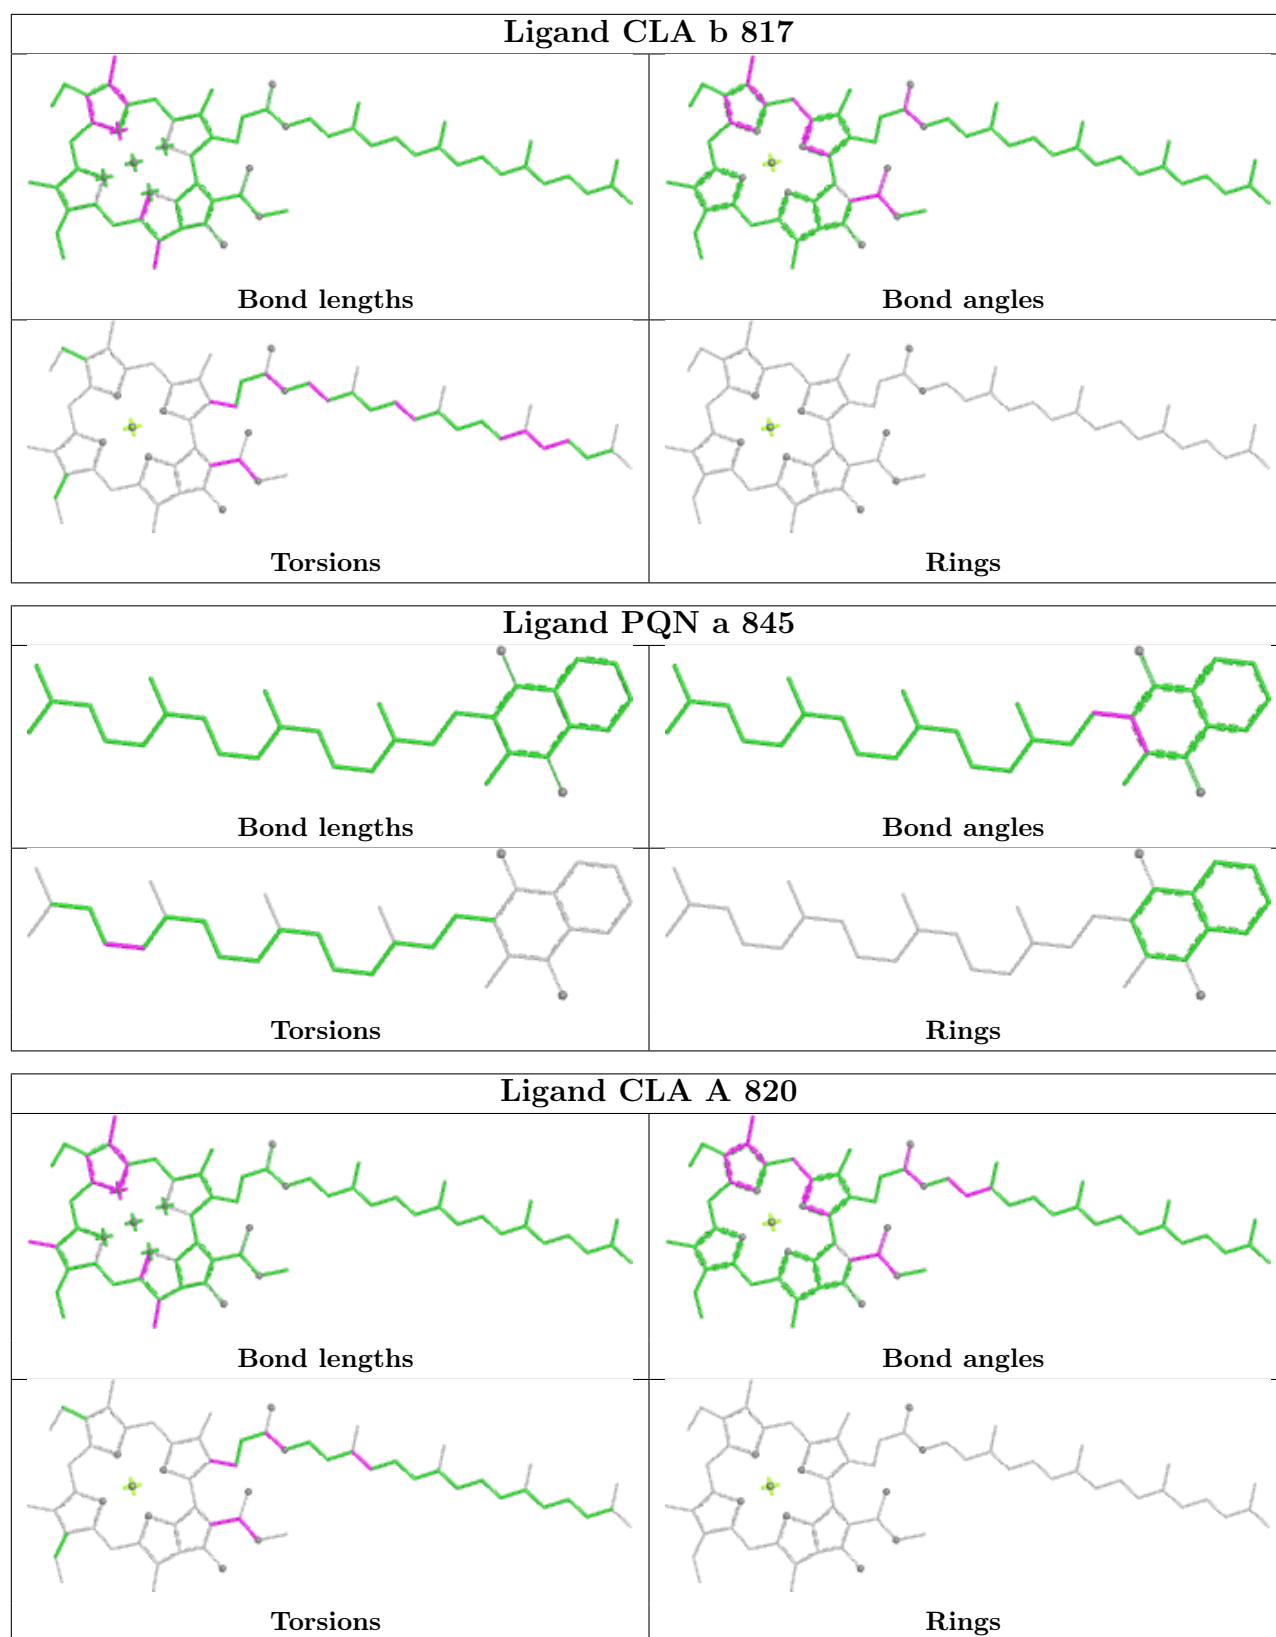 Ligand CLA b 817
Bond lengths
Bond angles
Torsions
Rings
Ligand PQN a 845
Bond lengths
Bond angles
Torsions
Rings
Ligand CLA A 820
Bond lengths
Bond angles
Torsions
Rings